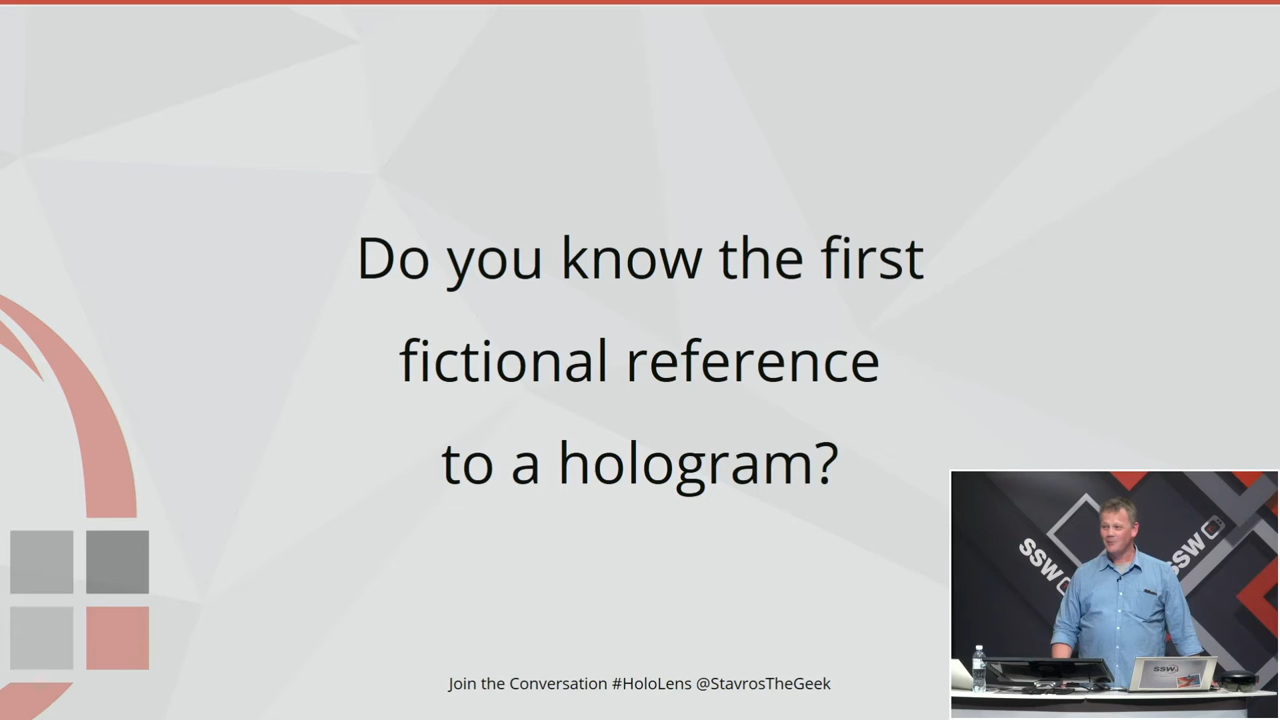 Do you know the first
fictional reference
to a hologram?
Join the Conversation #HoloLens @StavrosTheGeek
SSW
SSW
SSW